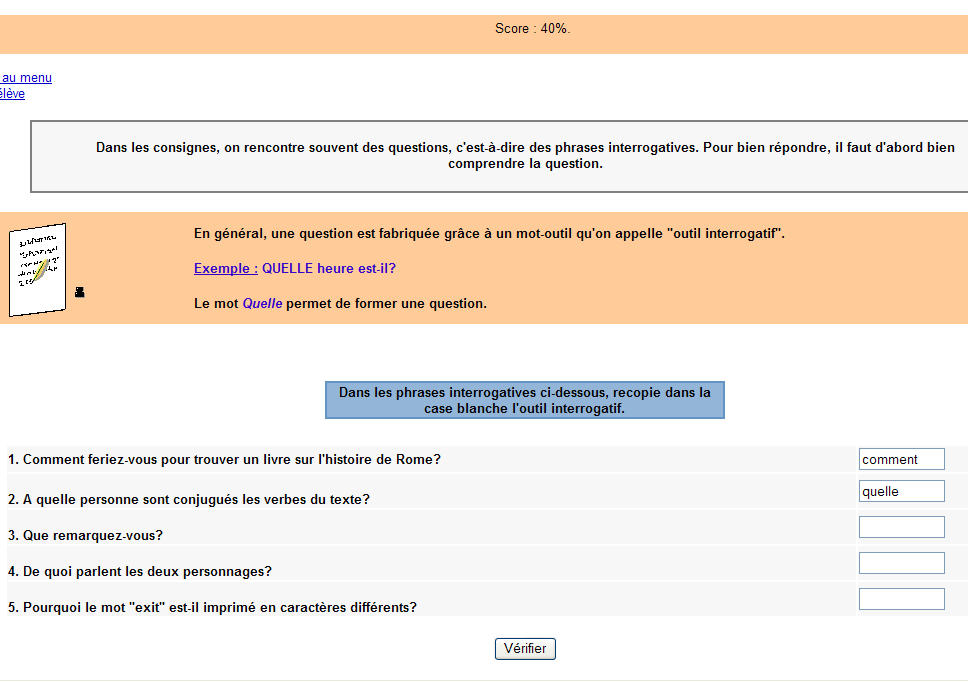 Score : 40%.
au menu
élève
Dans les consignes, on rencontre souvent des questions, c'est-à-dire des phrases interrogatives. Pour bien répondre, il faut d'abord bien
comprendre la question.
En général, une question est fabriquée grâce à un mot-outil qu'on appelle "outil interrogatif".
Exemple : QUELLE heure est-il?
Le mot Quelle permet de former une question.
Dans les phrases interrogatives ci-dessous, recopie dans la
case blanche l'outil interrogatif.
1. Comment feriez-vous pour trouver un livre sur l'histoire de Rome? comment
2. A quelle personne sont conjugués les verbes du texte? quelle
3. Que remarquez-vous?
4. De quoi parlent les deux personnages?
5. Pourquoi le mot "exit" est-il imprimé en caractères différents?
Vérifier